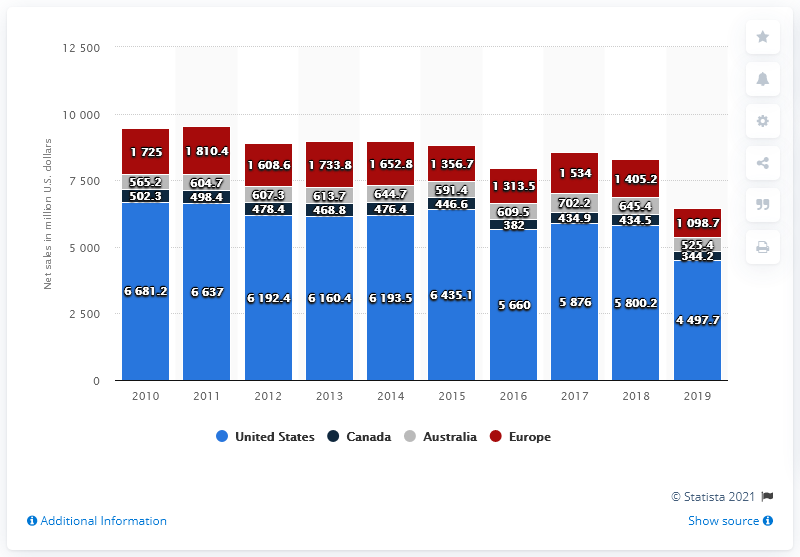 12 500
10 000
7 500
5 000
2 500
0
Net sales in million U.S. dollars
1 725 1 810.4 1 608.6 1 733.8 1 652.8 1 356.7 1 313.5 1 534 1 405.2 1 098.7
565.2 604.7 607.3 613.7 644.7 591.4 609.5 702.2 645.4 525.4
502.3 498.4 478.4 468.8 476.4 446.6 382 434.9 434.5 344.2
6 681.2 6 637 6 192.4 6 160.4 6 193.5 6 435.1 5 660 5 876 5 800.2 4 497.7
2010 2011 2012 2013 2014 2015 2016 2017 2018 2019
United States Canada Australia Europe
© Statista 2021
Additional Information Show source